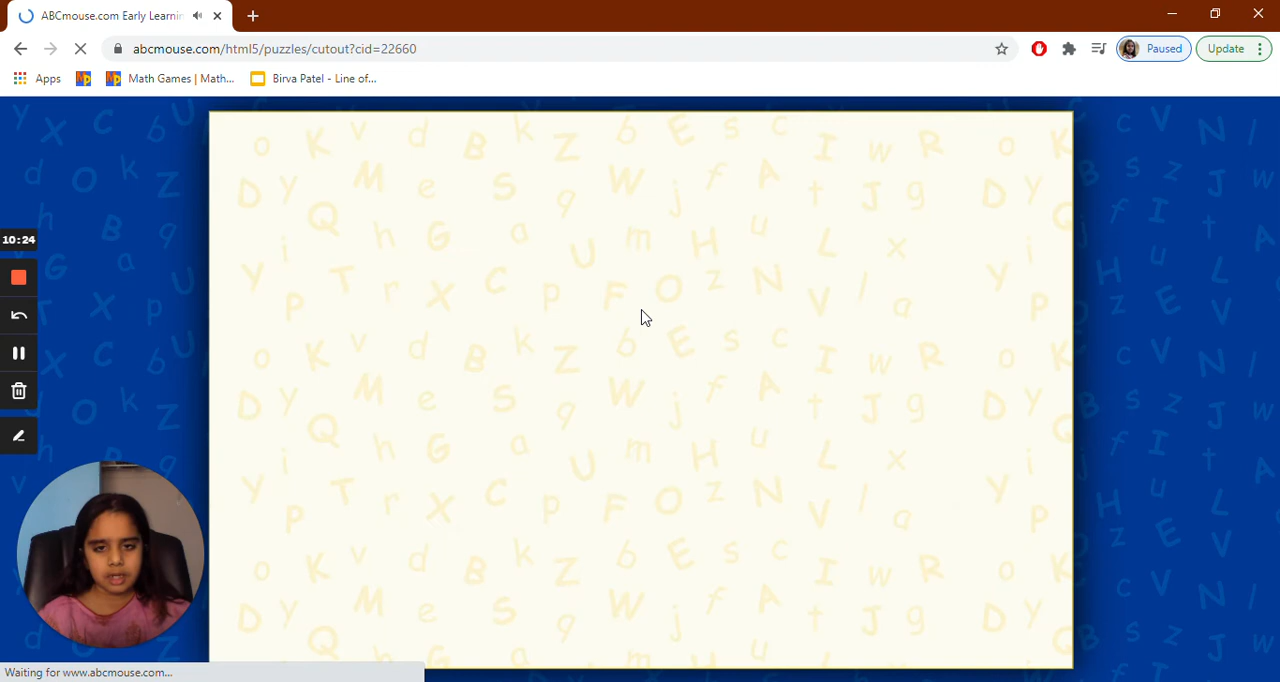 ABCmouse.com Early Learnin
abcmouse.com/html5/puzzles/cutout?cid=22660
Paused
Update
Apps
Math Games | Math...
Birva Patel - Line of...
10:24
o K v d B k Z b E s c I w R o K
D y M e S q W j f A t J g D Y
Q h G a U m H u L x
i Y T r X C p F O z N V l a Y i
P P
o K v d B k Z b E s c I w R o K
D Y M e S q W j f A t J g D Y
Q h G a U m H u L x
i Y T r X C p F O z N V l a Y i
P P
o K v d B k Z b E s c I w R o K
D Y M e S q W j f A t J g D Y
Q
Waiting for www.abcmouse.com...